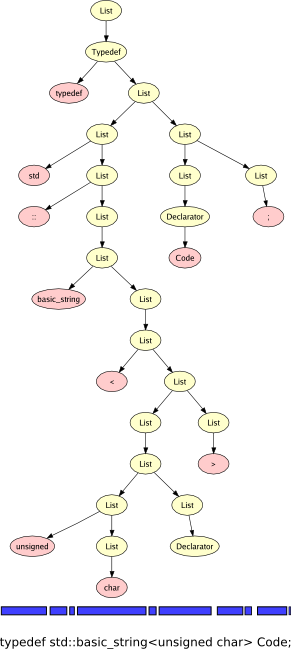 List
Typedef
typedef List
List List
std List List List
:: List Declarator ;
List Code
basic_string List
List
< List
List List
List >
List List
unsigned List Declarator
char
typedef std::basic_string<unsigned char> Code;